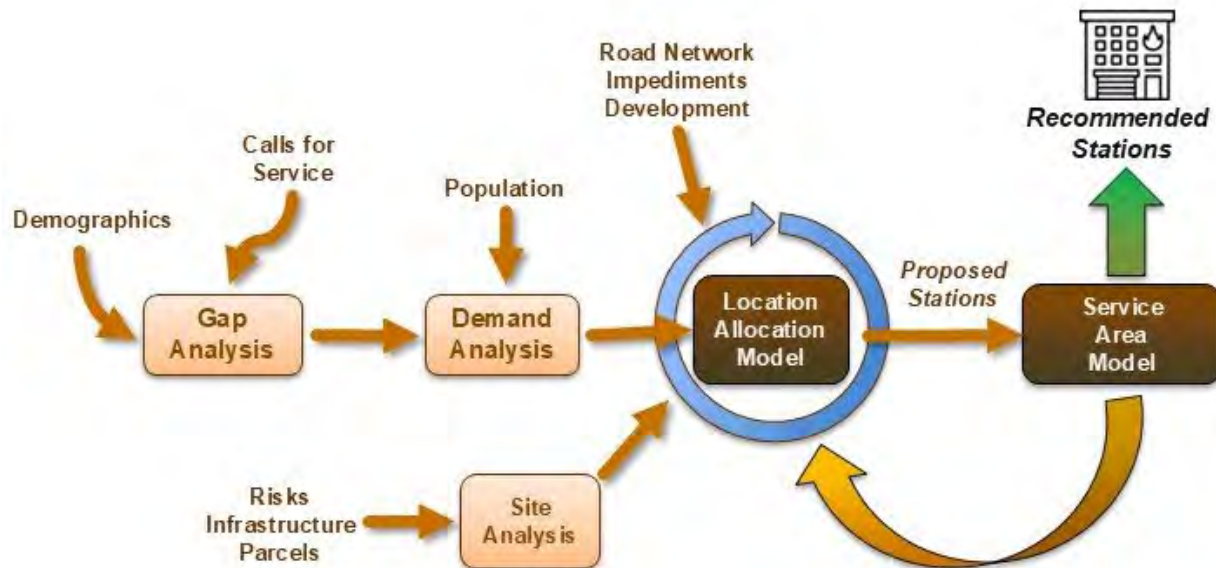 Road Network
Impediments
Development
Recommended
Stations
Calls for
Service
Population
Demographics
Proposed
Stations
Gap
Analysis
Demand
Analysis
Location
Allocation
Model
Service
Area
Model
Risks
Infrastructure
Parcels
Site
Analysis